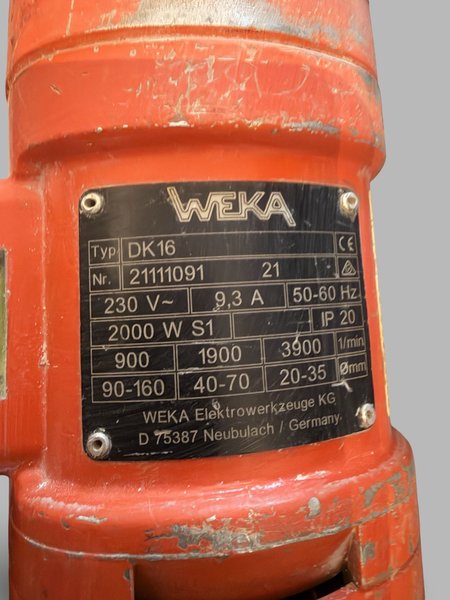 WEKA
Typ DK16 CE
Nr. 21111091 21
230 V~ 9,3 A 50-60 Hz
2000 W S1 IP 20
900 1900 3900 1/min
90-160 40-70 20-35 Ømm
WEKA Elektrowerkzeuge KG
D 75387 Neubulach / Germany